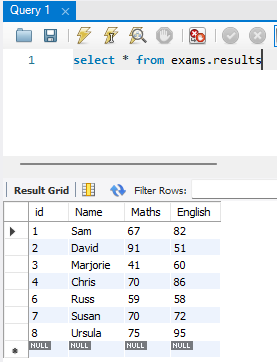 Query 1
1 select * from exams.results
Result Grid Filter Rows:
id Name Maths English
1 Sam 67 82
2 David 91 51
3 Marjorie 41 60
4 Chris 70 86
6 Russ 59 58
7 Susan 70 72
8 Ursula 75 95
NULL NULL NULL NULL